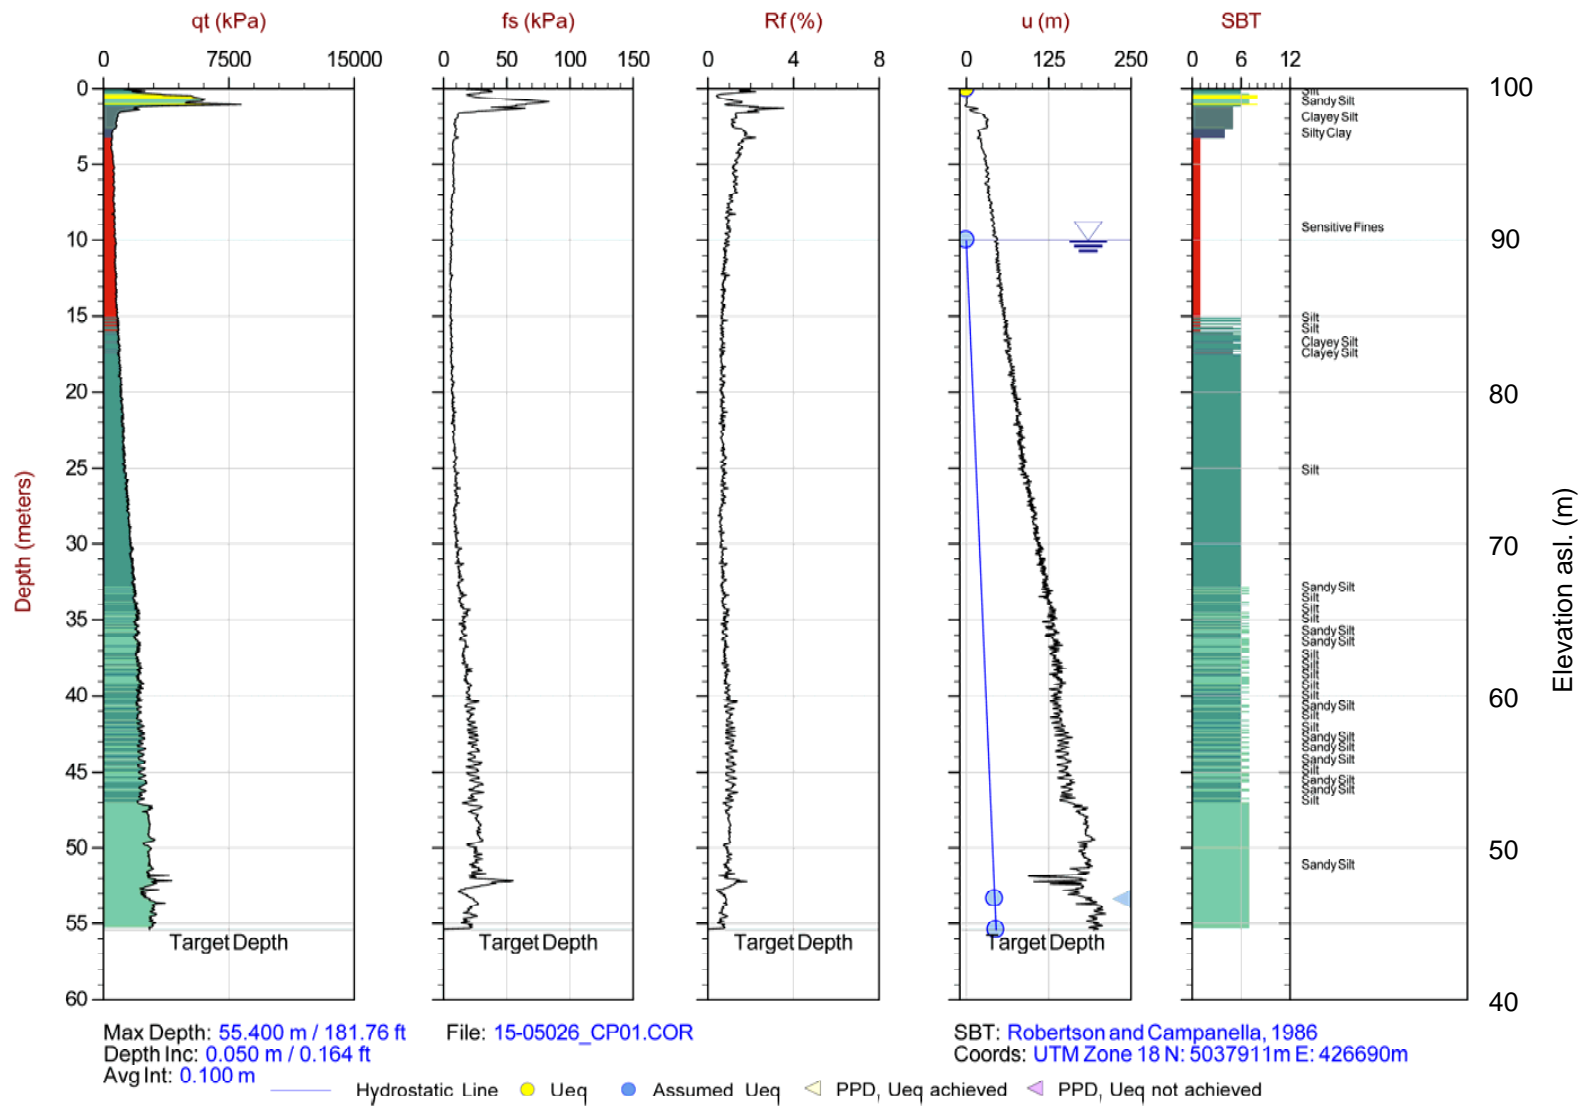 qt (kPa) fs (kPa) Rf (%) u (m) SBT
0 7500 15000 0 50 100 150 0 4 8 0 125 250 0 6 12
0 100
Silt
Sandy Silt
Clayey Silt
Silty Clay
5
Sensitive Fines
10 90
15 Silt
Silt
Clayey Silt
Clayey Silt
20 80
25 Silt
30 70
Sandy Silt
Silt
Silt
35 Silt
Sandy Silt
Sandy Silt
Silt
Silt
Silt
Silt
40 Silt 60
Sandy Silt
Silt
Silt
Sandy Silt
Sandy Silt
Sandy Silt
45 Silt
Sandy Silt
Sandy Silt
Silt
50 50
Sandy Silt
55
Target Depth Target Depth Target Depth Target Depth
60 40
Depth (meters)
Elevation asl. (m)
Max Depth: 55.400 m / 181.76 ft File: 15-05026_CP01.COR SBT: Robertson and Campanella, 1986
Depth Inc: 0.050 m / 0.164 ft Coords: UTM Zone 18 N: 5037911m E: 426690m
Avg Int: 0.100 m
Hydrostatic Line Ueq Assumed Ueq PPD, Ueq achieved PPD, Ueq not achieved